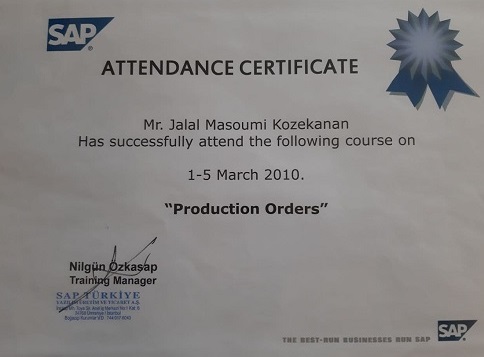 SAP
ATTENDANCE CERTIFICATE
Mr. Jalal Masoumi Kozekanan
Has successfully attend the following course on
1-5 March 2010.
“Production Orders”
Nilgün Özkasap
Training Manager
SAP TÜRKİYE
THE BEST-RUN BUSINESSES RUN SAP
SAP